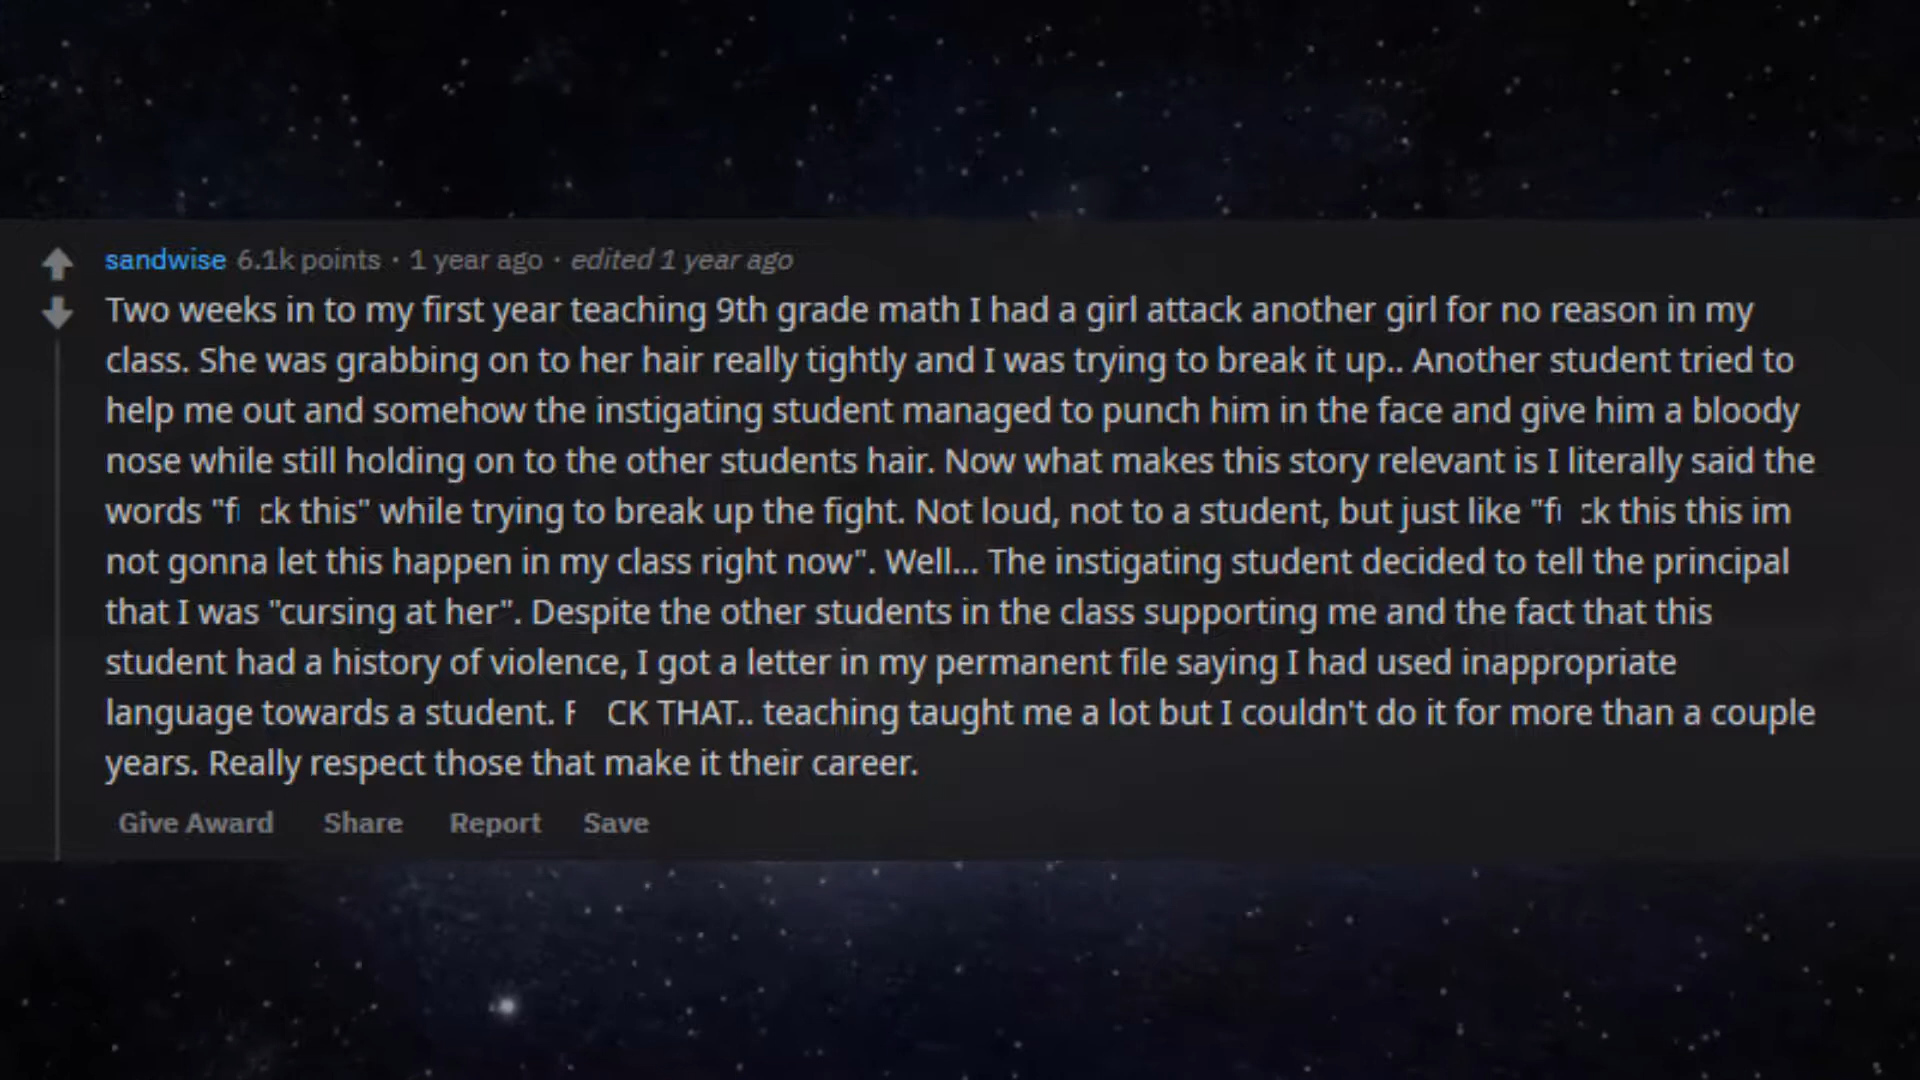 sandwise 6.1k points · 1 year ago · edited 1 year ago
Two weeks in to my first year teaching 9th grade math I had a girl attack another girl for no reason in my
class. She was grabbing on to her hair really tightly and I was trying to break it up.. Another student tried to
help me out and somehow the instigating student managed to punch him in the face and give him a bloody
nose while still holding on to the other students hair. Now what makes this story relevant is I literally said the
words "f ck this" while trying to break up the fight. Not loud, not to a student, but just like "f ck this this im
not gonna let this happen in my class right now". Well... The instigating student decided to tell the principal
that I was "cursing at her". Despite the other students in the class supporting me and the fact that this
student had a history of violence, I got a letter in my permanent file saying I had used inappropriate
language towards a student. F CK THAT.. teaching taught me a lot but I couldn't do it for more than a couple
years. Really respect those that make it their career.
Give Award Share Report Save